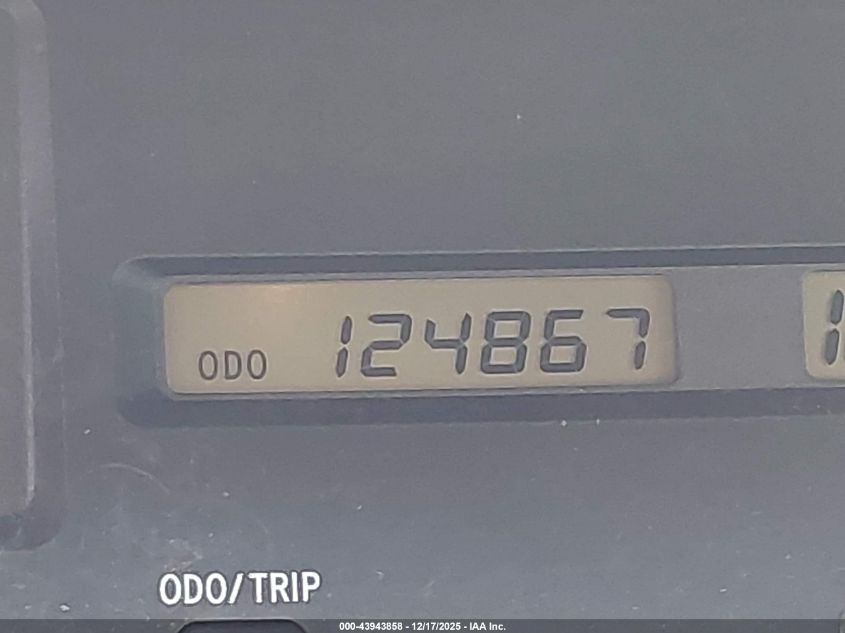 ODO 124867
ODO/TRIP
000-43943858 - 12/17/2025 - IAA Inc.